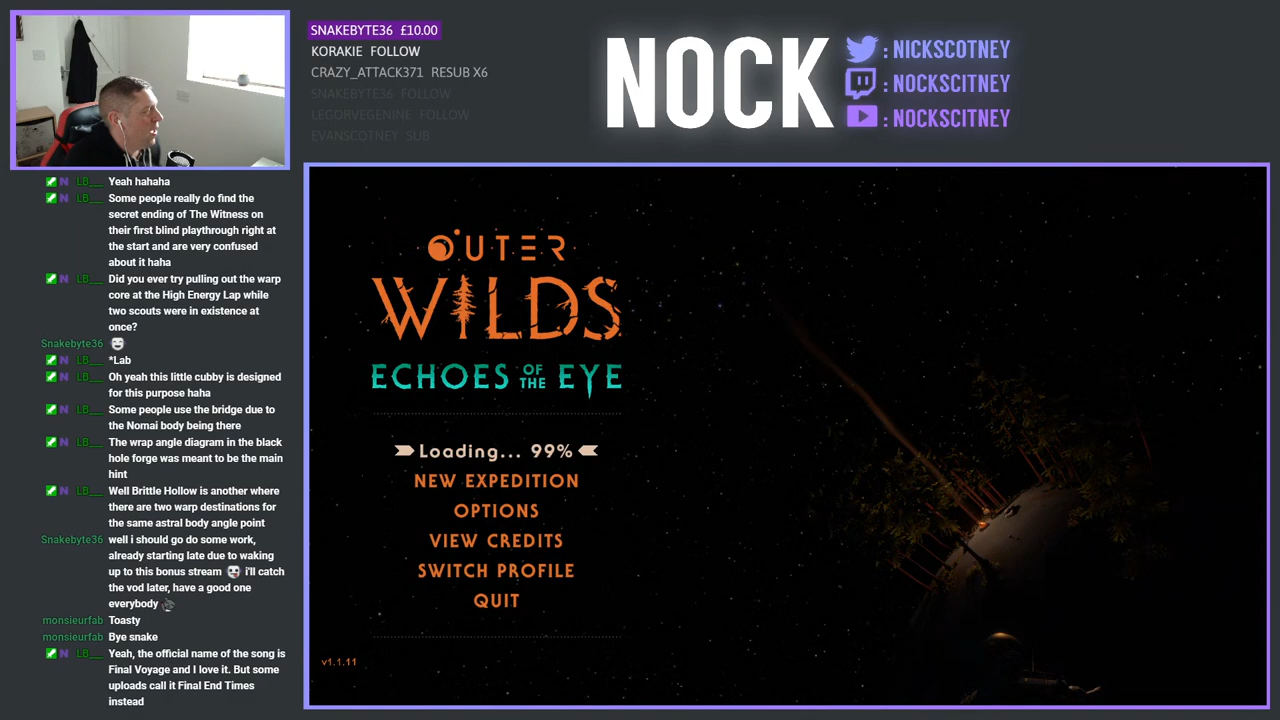 SNAKEBYTE36 £10.00
KORAKIE FOLLOW
CRAZY_ATTACK371 RESUB X6
SNAKEBYTE36 FOLLOW
LEGORVEGENINE FOLLOW
EVANSCOTNEY SUB
NOCK
: NICKSCOTNEY
: NOCKSCITNEY
: NOCKSCITNEY
N LB__ Yeah hahaha
N LB__ Some people really do find the
secret ending of The Witness on
their first blind playthrough right at
the start and are very confused
about it haha
N LB__ Did you ever try pulling out the warp
core at the High Energy Lap while
two scouts were in existence at
once?
Snakebyte36
N LB__ *Lab
N LB__ Oh yeah this little cubby is designed
for this purpose haha
N LB__ Some people use the bridge due to
the Nomai body being there
N LB__ The wrap angle diagram in the black
hole forge was meant to be the main
hint
N LB__ Well Brittle Hollow is another where
there are two warp destinations for
the same astral body angle point
Snakebyte36 well i should go do some work,
already starting late due to waking
up to this bonus stream i'll catch
the vod later, have a good one
everybody
monsieurfab Toasty
monsieurfab Bye snake
N LB__ Yeah, the official name of the song is
Final Voyage and I love it. But some
uploads call it Final End Times
instead
OUTER
WILDS
ECHOES OF THE EYE
Loading... 99%
NEW EXPEDITION
OPTIONS
VIEW CREDITS
SWITCH PROFILE
QUIT
v1.1.11